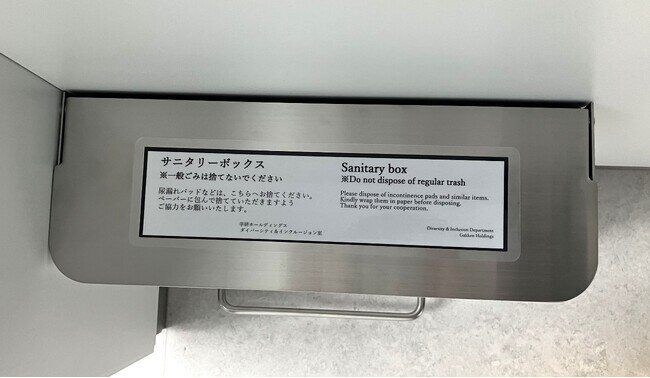 サニタリーボックス
※一般ごみは捨てないでください
尿漏れパッドなどは、こちらへお捨てください。
ペーパーに包んで捨てていただきますよう
ご協力をお願いいたします。
学研ホールディングス
ダイバーシティ&インクルージョン室
Sanitary box
※Do not dispose of regular trash
Please dispose of incontinence pads and similar items.
Kindly wrap them in paper before disposing.
Thank you for your cooperation.
Diversity & Inclusion Department
Gakken Holdings